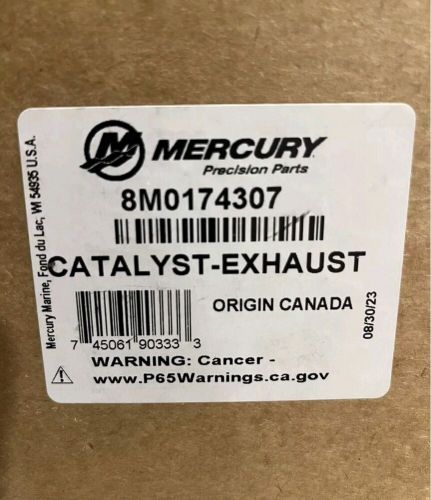 MERCURY
Precision Parts
8M0174307
CATALYST-EXHAUST
ORIGIN CANADA
7 45061 90333 3
WARNING: Cancer -
www.P65Warnings.ca.gov
Mercury Marine, Fond du Lac, WI 54935 U.S.A.
08/30/23